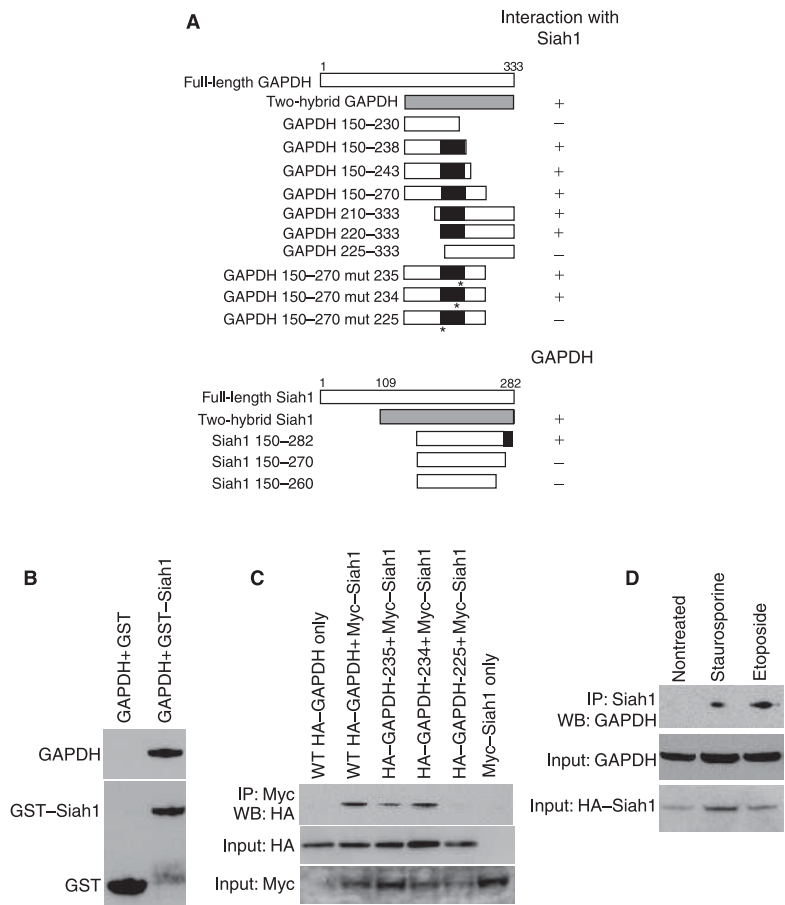 A
Interaction with
Siah1
1 333
Full-length GAPDH
Two-hybrid GAPDH +
GAPDH 150–230 –
GAPDH 150–238 +
GAPDH 150–243 +
GAPDH 150–270 +
GAPDH 210–333 +
GAPDH 220–333 +
GAPDH 225–333 –
GAPDH 150–270 mut 235 +
*
GAPDH 150–270 mut 234 +
*
GAPDH 150–270 mut 225 –
*
GAPDH
1 109 282
Full-length Siah1
Two-hybrid Siah1 +
Siah1 150–282 +
Siah1 150–270 –
Siah1 150–260 –
B
GAPDH+GST
GAPDH+GST–Siah1
GAPDH
GST–Siah1
GST
C
WT HA–GAPDH only
WT HA–GAPDH+Myc–Siah1
HA–GAPDH-235+Myc–Siah1
HA–GAPDH-234+Myc–Siah1
HA–GAPDH-225+Myc–Siah1
Myc–Siah1 only
IP: Myc
WB: HA
Input: HA
Input: Myc
D
Nontreated
Staurosporine
Etoposide
IP: Siah1
WB: GAPDH
Input: GAPDH
Input: HA–Siah1